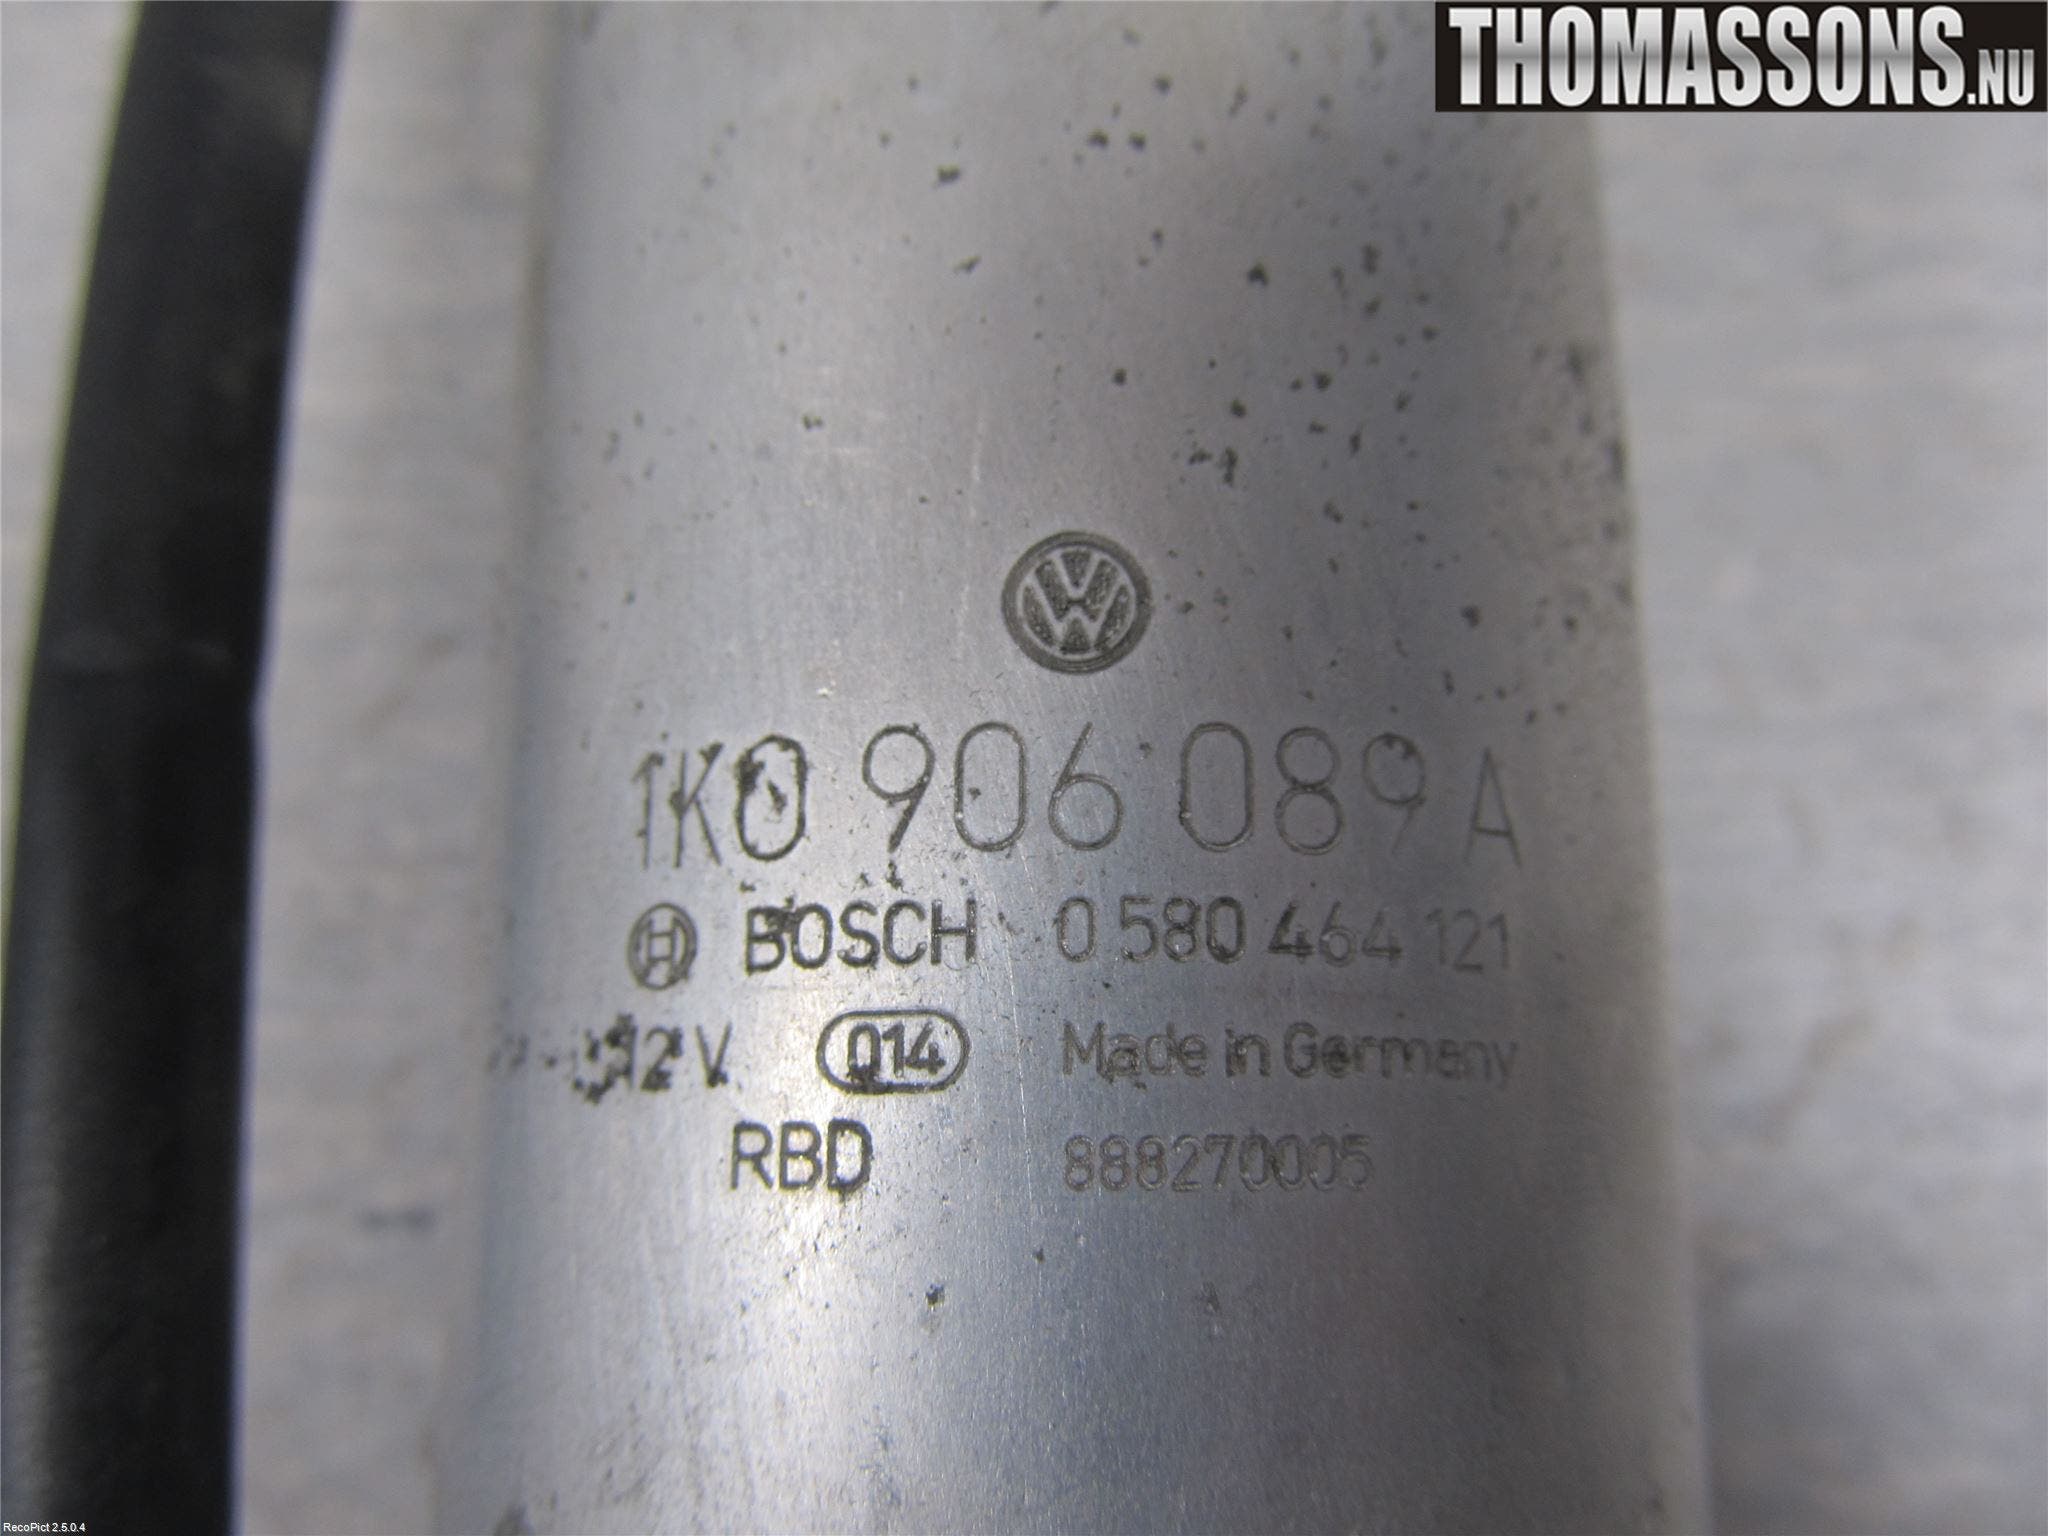 THOMASSONS.NU
1K0 906 089 A
BOSCH 0 580 464 121
12 V 014 Made in Germany
RBD 888270005
RecoPict 2.5.0.4